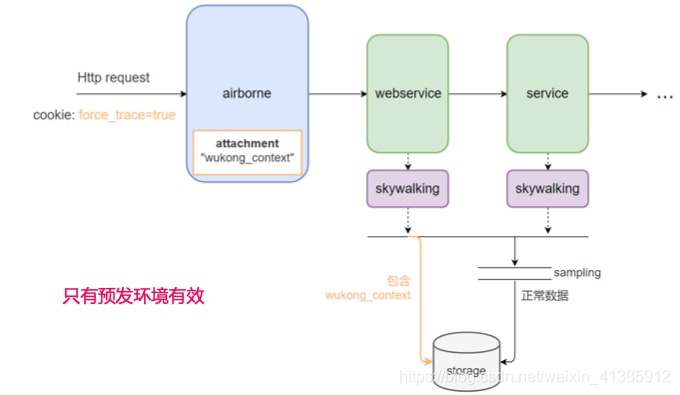 Http request
cookie: force_trace=true
airborne
attachment
"wukong_context"
webservice
service
...
skywalking
skywalking
包含
wukong_context
sampling
正常数据
只有预发环境有效
storage
https://blog.csdn.net/weixin_41385912